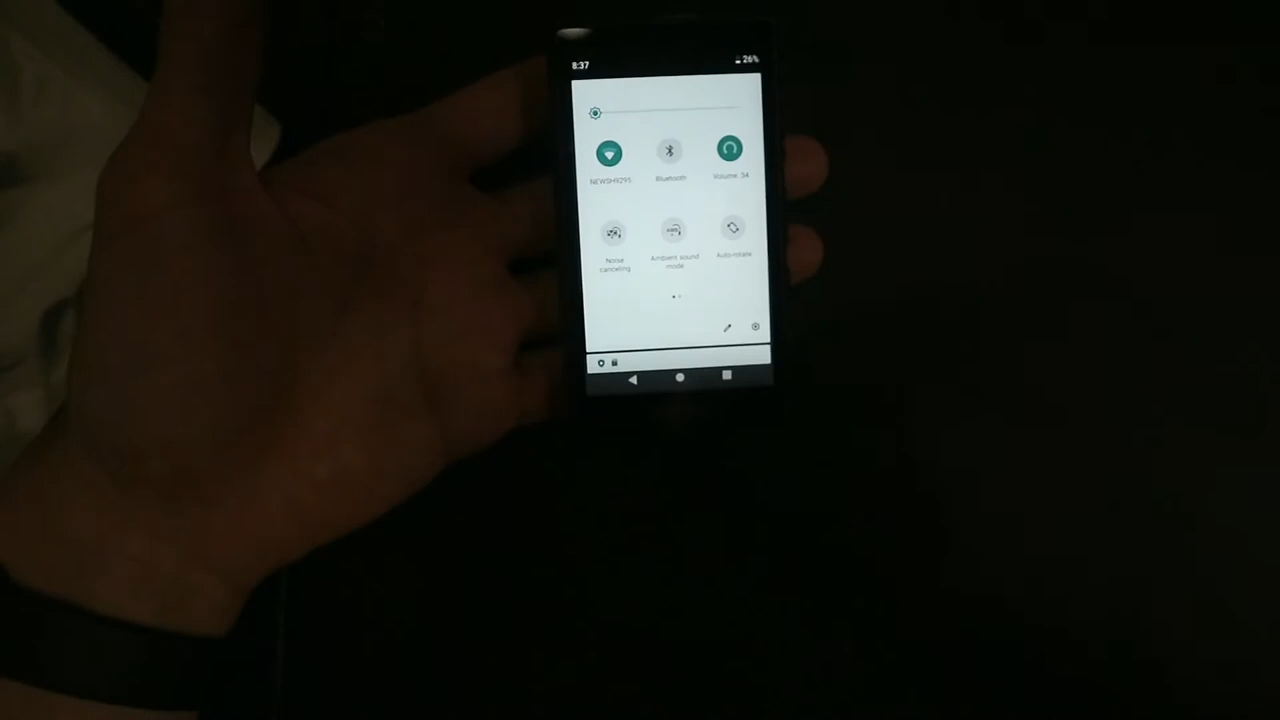 8:37 26%
NEWSH9295 Bluetooth Volume: 34
Noise canceling Ambient sound mode Auto-rotate